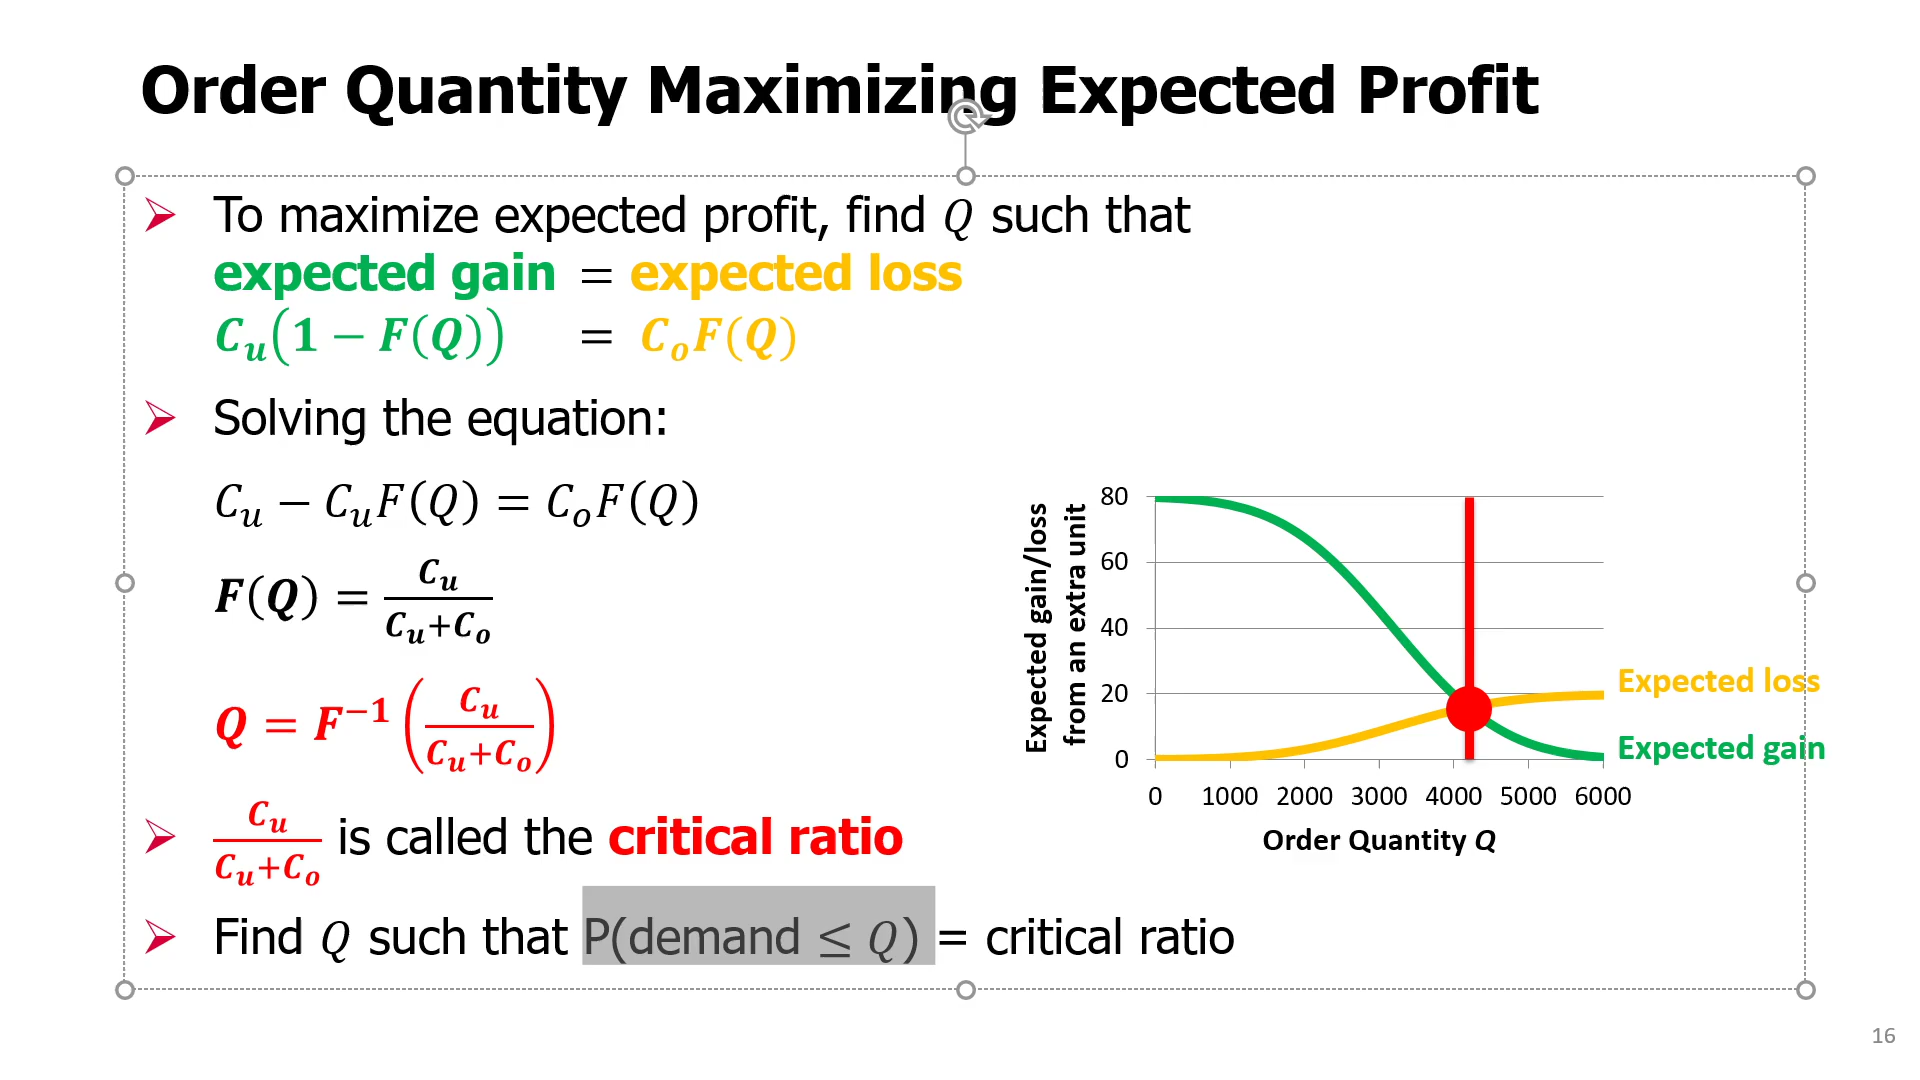 Order Quantity Maximizing Expected Profit
➢ To maximize expected profit, find Q such that
expected gain = expected loss
C_u(1 − F(Q)) = C_oF(Q)
➢ Solving the equation:
C_u − C_uF(Q) = C_oF(Q)
F(Q) = C_u/(C_u+C_o)
Q = F^{−1}(C_u/(C_u+C_o))
➢ C_u/(C_u+C_o) is called the critical ratio
➢ Find Q such that P(demand ≤ Q) = critical ratio
Expected gain/loss
from an extra unit
80
60
40
20
0
Expected loss
Expected gain
0 1000 2000 3000 4000 5000 6000
Order Quantity Q
16